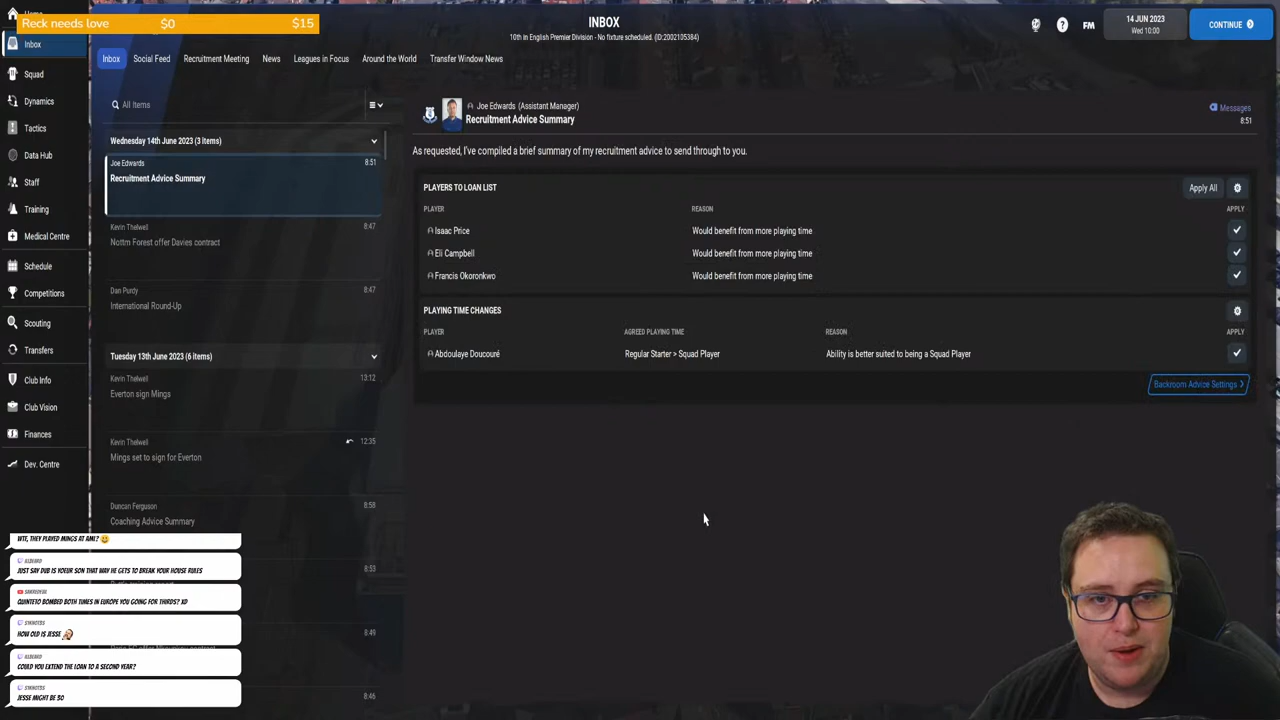 Reck needs love $0 $15
INBOX
10th in English Premier Division - No fixture scheduled. (ID:2002105384)
FM
14 JUN 2023
Wed 10:00
CONTINUE
Inbox
Squad
Dynamics
Tactics
Data Hub
Staff
Training
Medical Centre
Schedule
Competitions
Scouting
Transfers
Club Info
Club Vision
Finances
Dev. Centre
Inbox Social Feed Recruitment Meeting News Leagues in Focus Around the World Transfer Window News
All Items
Wednesday 14th June 2023 (3 items)
Joe Edwards 8:51
Recruitment Advice Summary
Kevin Thelwell 8:47
Nottm Forest offer Davies contract
Dan Purdy 8:47
International Round-Up
Tuesday 13th June 2023 (6 items)
Kevin Thelwell 13:12
Everton sign Mings
Kevin Thelwell 12:35
Mings set to sign for Everton
Duncan Ferguson 8:58
Coaching Advice Summary
8:53
8:49
8:46
Joe Edwards (Assistant Manager)
Recruitment Advice Summary
Messages
8:51
As requested, I've compiled a brief summary of my recruitment advice to send through to you.
PLAYERS TO LOAN LIST Apply All
PLAYER REASON APPLY
Isaac Price Would benefit from more playing time
Eli Campbell Would benefit from more playing time
Francis Okoronkwo Would benefit from more playing time
PLAYING TIME CHANGES
PLAYER AGREED PLAYING TIME REASON APPLY
Abdoulaye Doucouré Regular Starter > Squad Player Ability is better suited to being a Squad Player
Backroom Advice Settings >
WTF, THEY PLAYED MINGS AT AML?
JUST SAY DUB IS YOEUR SON THAT WAY HE GETS TO BREAK YOUR HOUSE RULES
QUINTETO BOMBED BOTH TIMES IN EUROPE YOU GOING FOR THIRDS? XD
HOW OLD IS JESSE
COULD YOU EXTEND THE LOAN TO A SECOND YEAR?
JESSE MIGHT BE 30